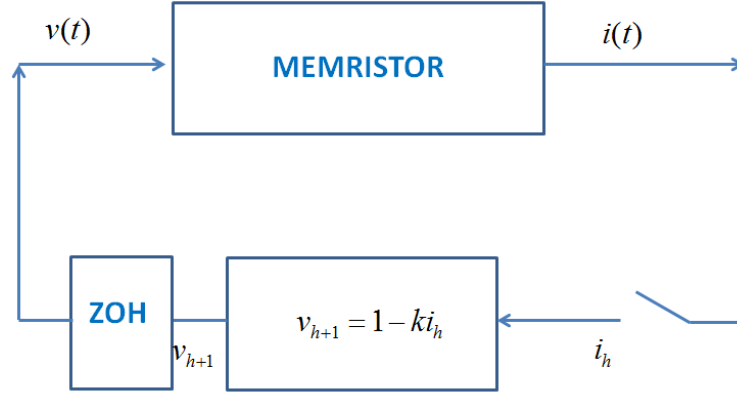 v(t)
i(t)
MEMRISTOR
ZOH
v_{h+1} = 1 − ki_h
v_{h+1}
i_h